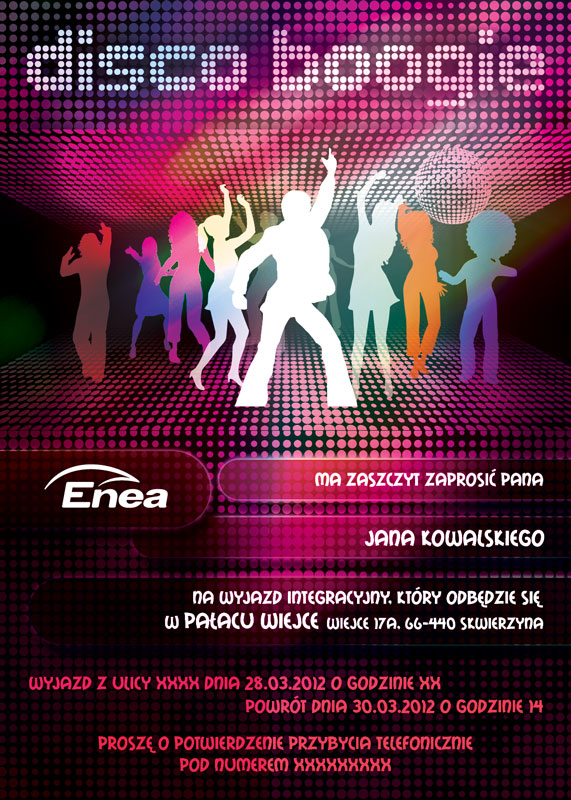 disco boogie
Enea
MA ZASZCZYT ZAPROSIĆ PANA
JANA KOWALSKIEGO
NA WYJAZD INTEGRACYJNY, KTÓRY ODBĘDZIE SIĘ
W PAŁACU WIEJCE WIEJCE 17A, 66-440 SKWIERZYNA
WYJAZD Z ULICY XXXX DNIA 28.03.2012 O GODZINIE XX
POWRÓT DNIA 30.03.2012 O GODZINIE 14
PROSZĘ O POTWIERDZENIE PRZYBYCIA TELEFONICZNIE
POD NUMEREM XXXXXXXXX